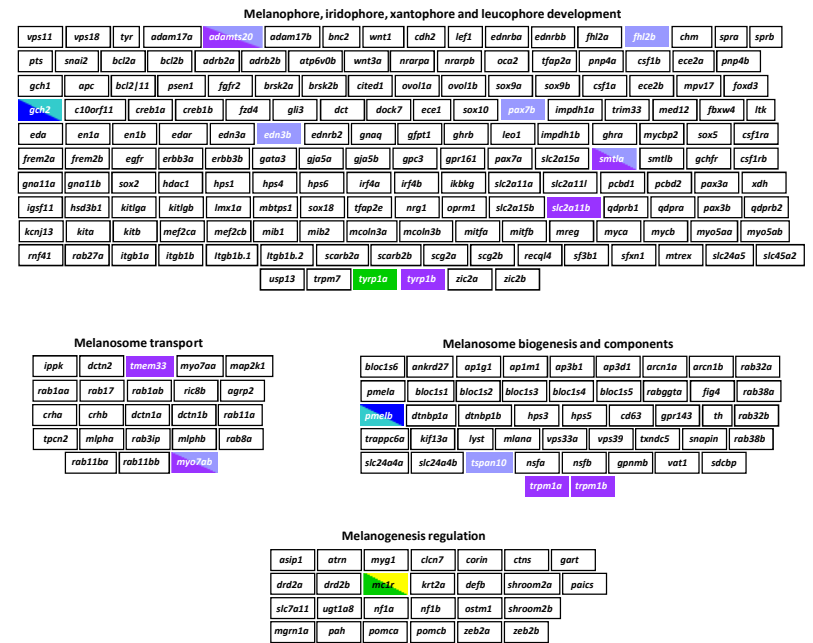 Melanophore, iridophore, xantophore and leucophore development
vps11 vps18 tyr adam17a adamts20 adam17b bnc2 wnt1 cdh2 lef1 ednrba ednrbb fhl2a fhl2b chm spra sprb
pts snai2 bcl2a bcl2b adrb2a adrb2b atp6v0b wnt3a nrarpa nrarpb oca2 tfap2a pnp4a csf1b ece2a pnp4b
gch1 apc bcl2|11 psen1 fgfr2 brsk2a brsk2b cited1 ovol1a ovol1b sox9a sox9b csf1a ece2b mpv17 foxd3
gch2 c10orf11 creb1a creb1b fzd4 gli3 dct dock7 ece1 sox10 pax7b impdh1a trim33 med12 fbxw4 ltk
eda en1a en1b edar edn3a edn3b ednrb2 gnaq gfpt1 ghrb leo1 impdh1b ghra mycbp2 sox5 csf1ra
frem2a frem2b egfr erbb3a erbb3b gata3 gja5a gja5b gpc3 gpr161 pax7a slc2a15a smtla smtlb gchfr csf1rb
gna11a gna11b sox2 hdac1 hps1 hps4 hps6 irf4a irf4b ikbkg slc2a11a slc2a11l pcbd1 pcbd2 pax3a xdh
igsf11 hsd3b1 kitlga kitlgb lmx1a mbtps1 sox18 tfap2e nrg1 oprm1 slc2a15b slc2a11b qdprb1 qdpra pax3b qdprb2
kcnj13 kita kitb mef2ca mef2cb mib1 mib2 mcoln3a mcoln3b mitfa mitfb mreg myca mycb myo5aa myo5ab
rnf41 rab27a itgb1a itgb1b Itgb1b.1 Itgb1b.2 scarb2a scarb2b scg2a scg2b recql4 sf3b1 sfxn1 mtrex slc24a5 slc45a2
usp13 trpm7 tyrp1a tyrp1b zic2a zic2b
Melanosome transport
ippk dctn2 tmem33 myo7aa map2k1
rab1aa rab17 rab1ab ric8b agrp2
crha crhb dctn1a dctn1b rab11a
tpcn2 mlpha rab3ip mlphb rab8a
rab11ba rab11bb myo7ab
Melanosome biogenesis and components
bloc1s6 ankrd27 ap1g1 ap1m1 ap3b1 ap3d1 arcn1a arcn1b rab32a
pmela bloc1s1 bloc1s2 bloc1s3 bloc1s4 bloc1s5 rabggta fig4 rab38a
pmelb dtnbp1a dtnbp1b hps3 hps5 cd63 gpr143 th rab32b
trappc6a kif13a lyst mlana vps33a vps39 txndc5 snapin rab38b
slc24a4a slc24a4b tspan10 nsfa nsfb gpnmb vat1 sdcbp
trpm1a trpm1b
Melanogenesis regulation
asip1 atrn myg1 clcn7 corin ctns gart
drd2a drd2b mc1r krt2a defb shroom2a paics
slc7a11 ugt1a8 nf1a nf1b ostm1 shroom2b
mgrn1a pah pomca pomcb zeb2a zeb2b